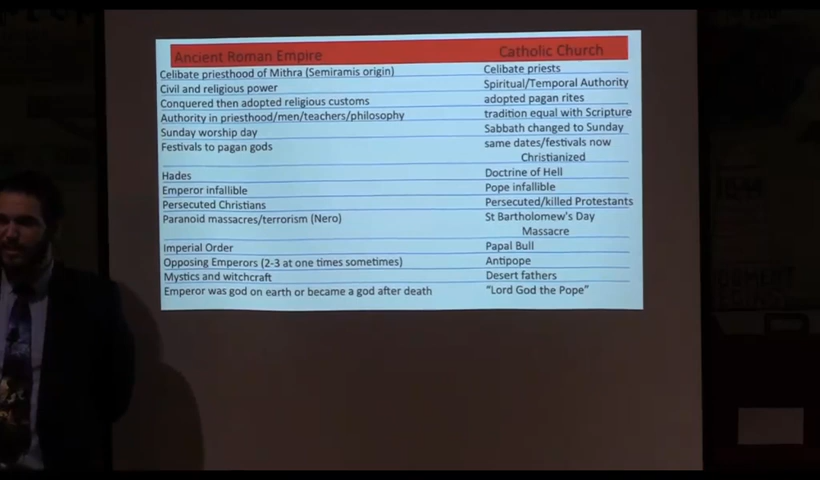 Ancient Roman Empire Catholic Church
Celibate priesthood of Mithra (Semiramis origin) Celibate priests
Civil and religious power Spiritual/Temporal Authority
Conquered then adopted religious customs adopted pagan rites
Authority in priesthood/men/teachers/philosophy tradition equal with Scripture
Sunday worship day Sabbath changed to Sunday
Festivals to pagan gods same dates/festivals now
Christianized
Hades Doctrine of Hell
Emperor infallible Pope infallible
Persecuted Christians Persecuted/killed Protestants
Paranoid massacres/terrorism (Nero) St Bartholomew's Day
Massacre
Imperial Order Papal Bull
Opposing Emperors (2-3 at one times sometimes) Antipope
Mystics and witchcraft Desert fathers
Emperor was god on earth or became a god after death "Lord God the Pope"